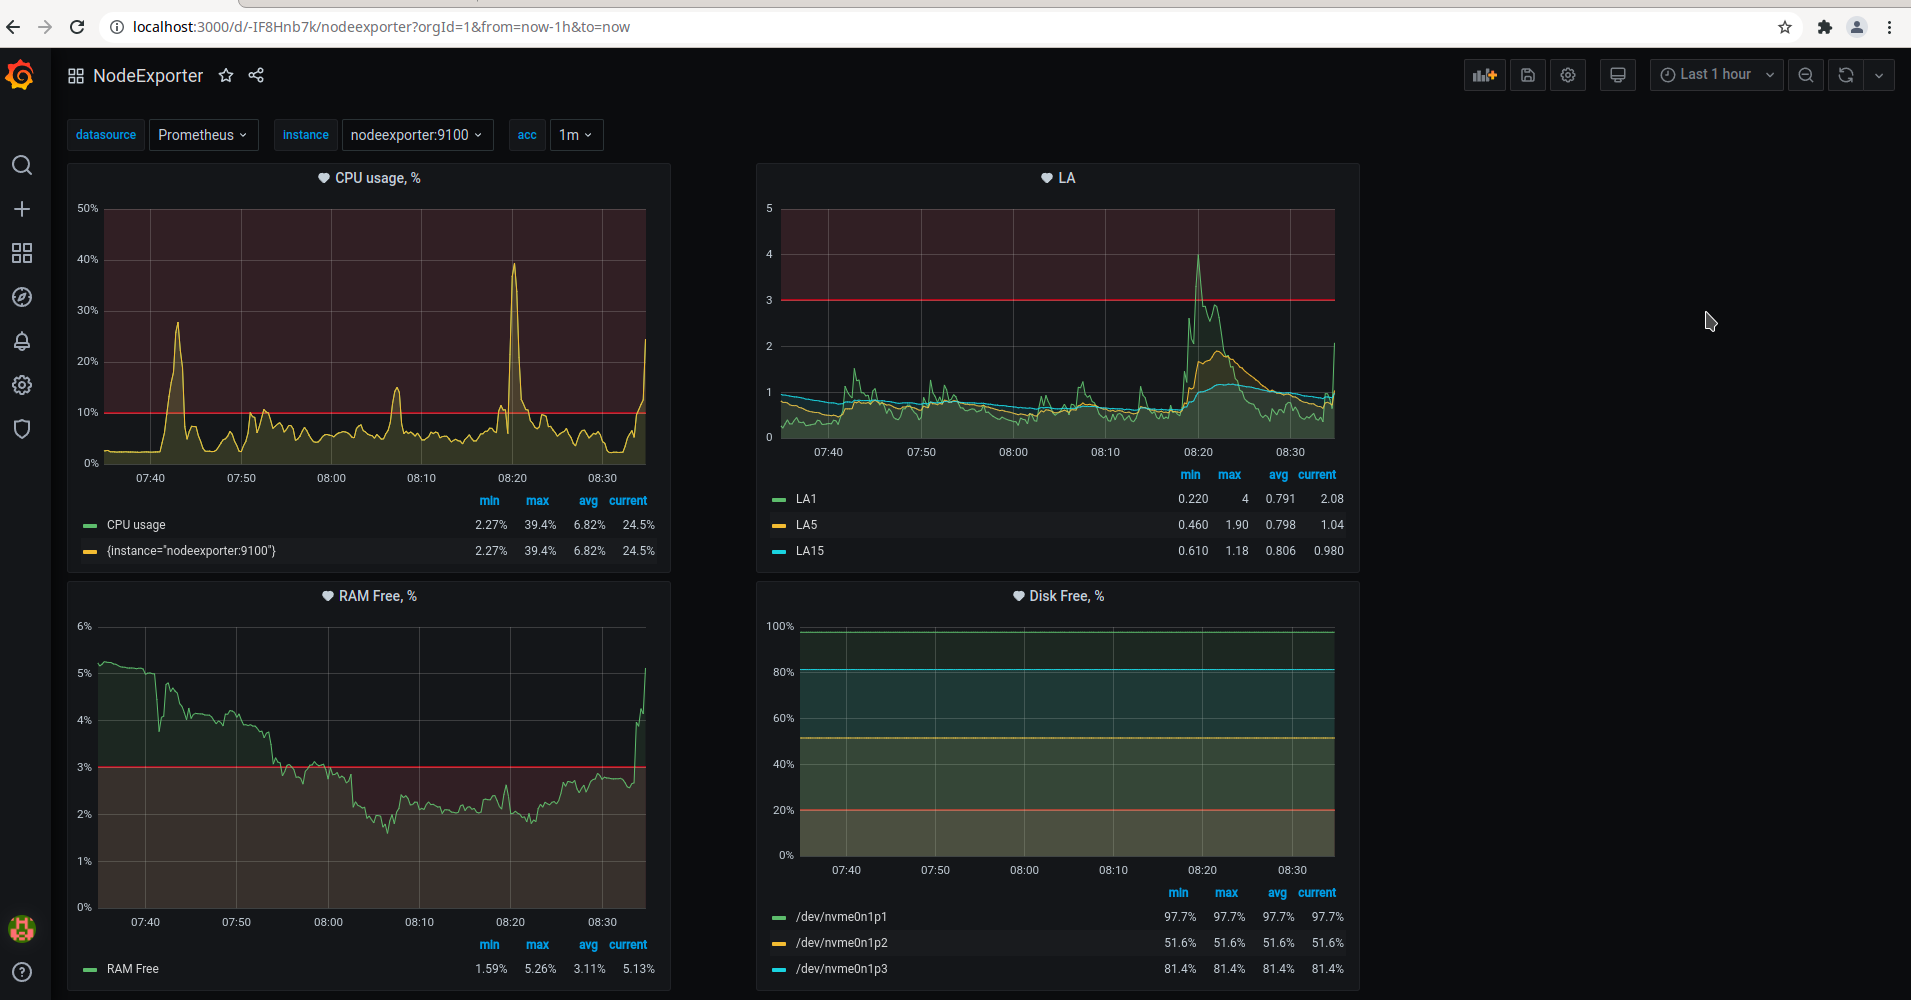 localhost:3000/d/-IF8Hnb7k/nodeexporter?orgId=1&from=now-1h&to=now
NodeExporter
Last 1 hour
datasource Prometheus instance nodeexporter:9100 acc 1m
CPU usage, %
50%
40%
30%
20%
10%
0%
07:40 07:50 08:00 08:10 08:20 08:30
min max avg current
CPU usage 2.27% 39.4% 6.82% 24.5%
{instance="nodeexporter:9100"} 2.27% 39.4% 6.82% 24.5%
LA
5
4
3
2
1
0
07:40 07:50 08:00 08:10 08:20 08:30
min max avg current
LA1 0.220 4 0.791 2.08
LA5 0.460 1.90 0.798 1.04
LA15 0.610 1.18 0.806 0.980
RAM Free, %
6%
5%
4%
3%
2%
1%
0%
07:40 07:50 08:00 08:10 08:20 08:30
min max avg current
RAM Free 1.59% 5.26% 3.11% 5.13%
Disk Free, %
100%
80%
60%
40%
20%
0%
07:40 07:50 08:00 08:10 08:20 08:30
min max avg current
/dev/nvme0n1p1 97.7% 97.7% 97.7% 97.7%
/dev/nvme0n1p2 51.6% 51.6% 51.6% 51.6%
/dev/nvme0n1p3 81.4% 81.4% 81.4% 81.4%